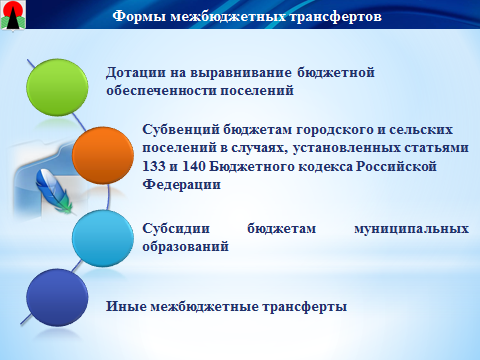 Формы межбюджетных трансфертов
Дотации на выравнивание бюджетной
обеспеченности поселений
Субвенций бюджетам городского и сельских
поселений в случаях, установленных статьями
133 и 140 Бюджетного кодекса Российской
Федерации
Субсидии бюджетам муниципальных
образований
Иные межбюджетные трансферты